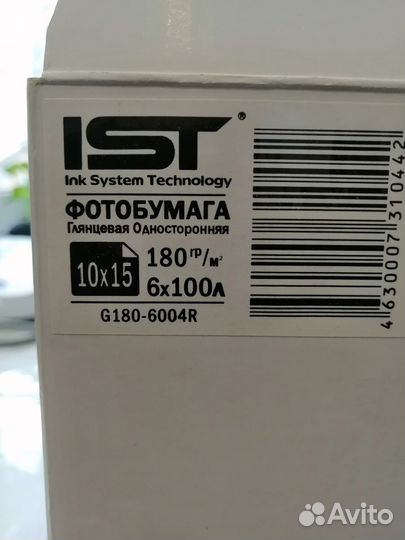 IST®
Ink System Technology
ФОТОБУМАГА
Глянцевая Односторонняя
10x15
180 гр/м²
6x100л
G180-6004R
4630007310442
Avito